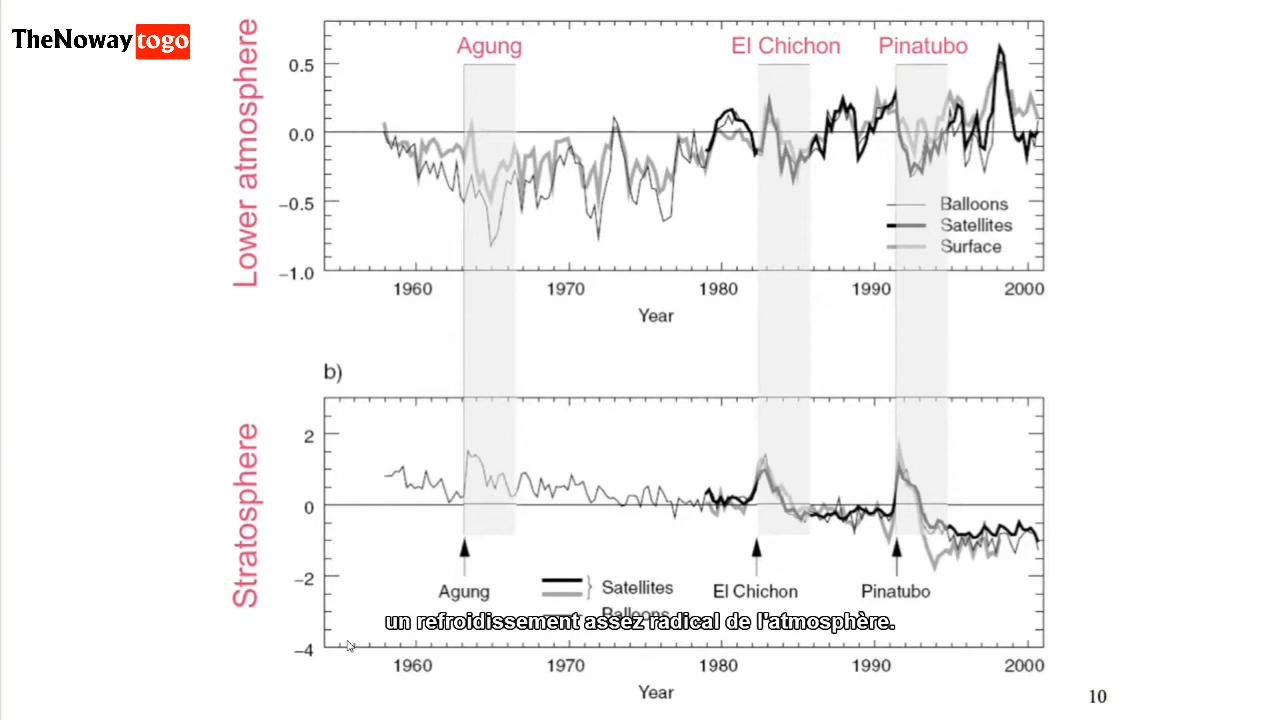 TheNowaytogo
Lower atmosphere
Agung
El Chichon
Pinatubo
0.5
0.0
−0.5
−1.0
Balloons
Satellites
Surface
1960
1970
1980
1990
2000
Year
b)
Stratosphere
2
0
−2
−4
Agung
Satellites
Balloons
El Chichon
Pinatubo
un refroidissement assez radical de l'atmosphère.
1960
1970
1980
1990
2000
Year
10